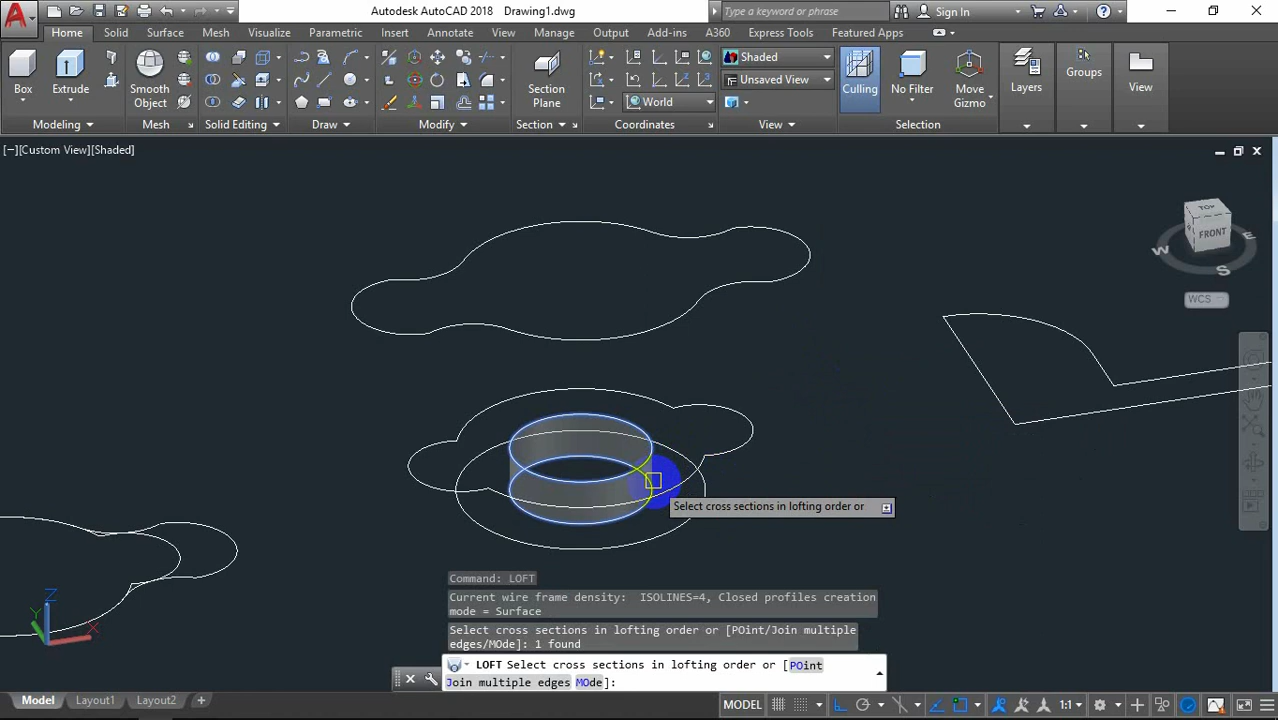 Autodesk AutoCAD 2018 Drawing1.dwg
Type a keyword or phrase
Sign In
Home Solid Surface Mesh Visualize Parametric Insert Annotate View Manage Output Add-ins A360 Express Tools Featured Apps
Box
Extrude
Smooth
Object
Section
Plane
Shaded
Unsaved View
World
Culling
No Filter
Move
Gizmo
Layers
Groups
View
Modeling
Mesh
Solid Editing
Draw
Modify
Section
Coordinates
View
Selection
[−][Custom View][Shaded]
TOP
FRONT
W
E
S
WCS
Select cross sections in lofting order or
Command: LOFT
Current wire frame density: ISOLINES=4, Closed profiles creation
mode = Surface
Select cross sections in lofting order or [POint/Join multiple
edges/MOde]: 1 found
LOFT Select cross sections in lofting order or [POint
Join multiple edges MOde]:
Z
Y
X
Model Layout1 Layout2 +
MODEL
1:1